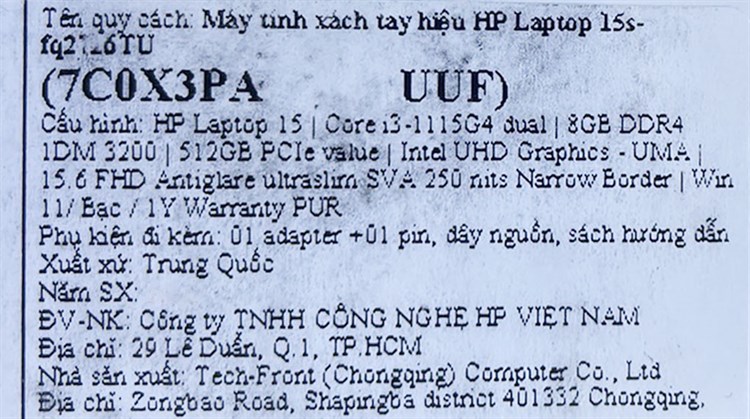 Tên quy cách: Máy tính xách tay hiệu HP Laptop 15s-
(7C0X3PA UUF)
Cấu hình: HP Laptop 15 | Core i3-1115G4 dual | 8GB DDR4
1DM 3200 | 512GB PCIe value | Intel UHD Graphics - UMA |
15.6 FHD Antiglare ultraslim SVA 250 nits Narrow Border | Win
11/ Bạc / 1Y Warranty PUR
Phụ kiện đi kèm: 01 adapter +01 pin, dây nguồn, sách hướng dẫn
Xuất xứ: Trung Quốc
Năm SX:
ĐV-NK: Công ty TNHH CÔNG NGHỆ HP VIỆT NAM
Địa chỉ: 29 Lê Duẩn, Q.1, TP.HCM
Nhà sản xuất: Tech-Front (Chongqing) Computer Co., Ltd
Địa chỉ: Zongbao Road, Shapingba district 401332 Chongqing,